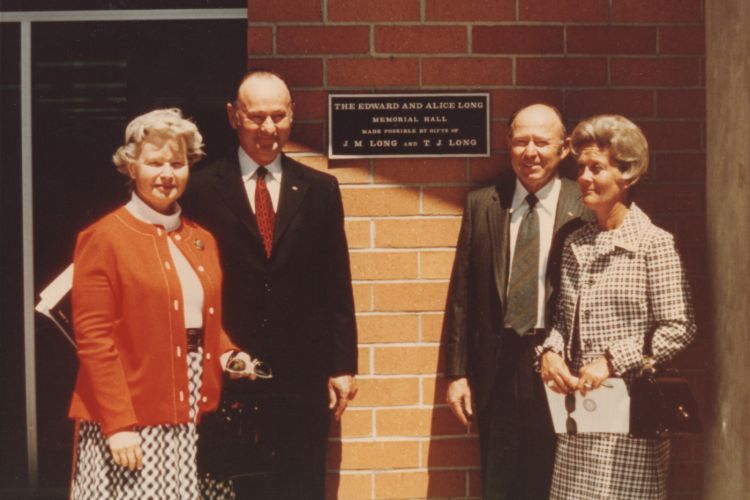 THE EDWARD AND ALICE LONG
MEMORIAL HALL
MADE POSSIBLE BY GIFTS OF
J. M. LONG AND T. J. LONG